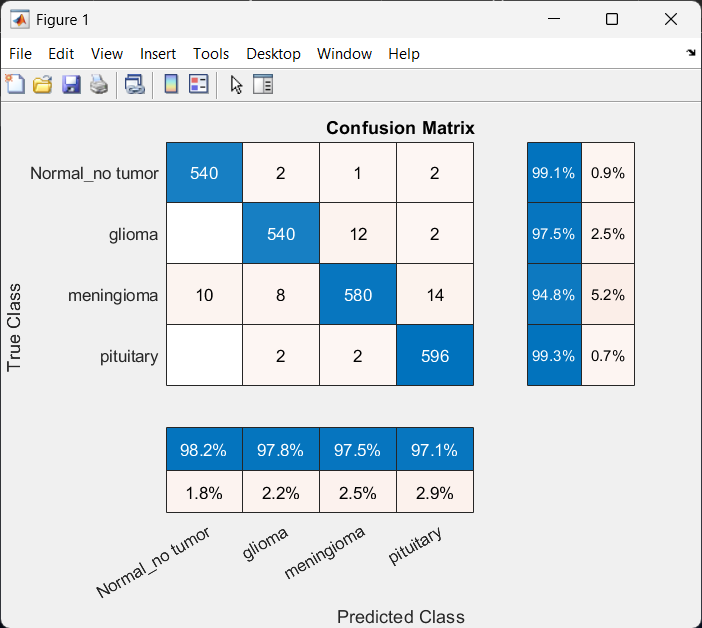 Figure 1
File Edit View Insert Tools Desktop Window Help
Confusion Matrix
Normal_no tumor 540 2 1 2 99.1% 0.9%
glioma 540 12 2 97.5% 2.5%
meningioma 10 8 580 14 94.8% 5.2%
pituitary 2 2 596 99.3% 0.7%
True Class
98.2% 97.8% 97.5% 97.1%
1.8% 2.2% 2.5% 2.9%
Normal_no tumor glioma meningioma pituitary
Predicted Class